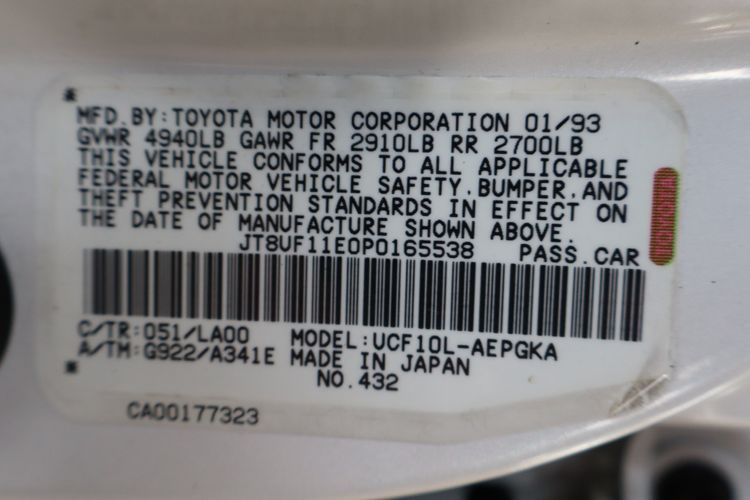 MFD.BY:TOYOTA MOTOR CORPORATION 01/93
GVWR 4940LB GAWR FR 2910LB RR 2700LB
THIS VEHICLE CONFORMS TO ALL APPLICABLE
FEDERAL MOTOR VEHICLE SAFETY,BUMPER,AND
THEFT PREVENTION STANDARDS IN EFFECT ON
THE DATE OF MANUFACTURE SHOWN ABOVE.
JT8UF11E0P0165538 PASS.CAR
C/TR:051/LA00 MODEL:UCF10L-AEPGKA
A/TM:G922/A341E MADE IN JAPAN
NO.432
CA00177323